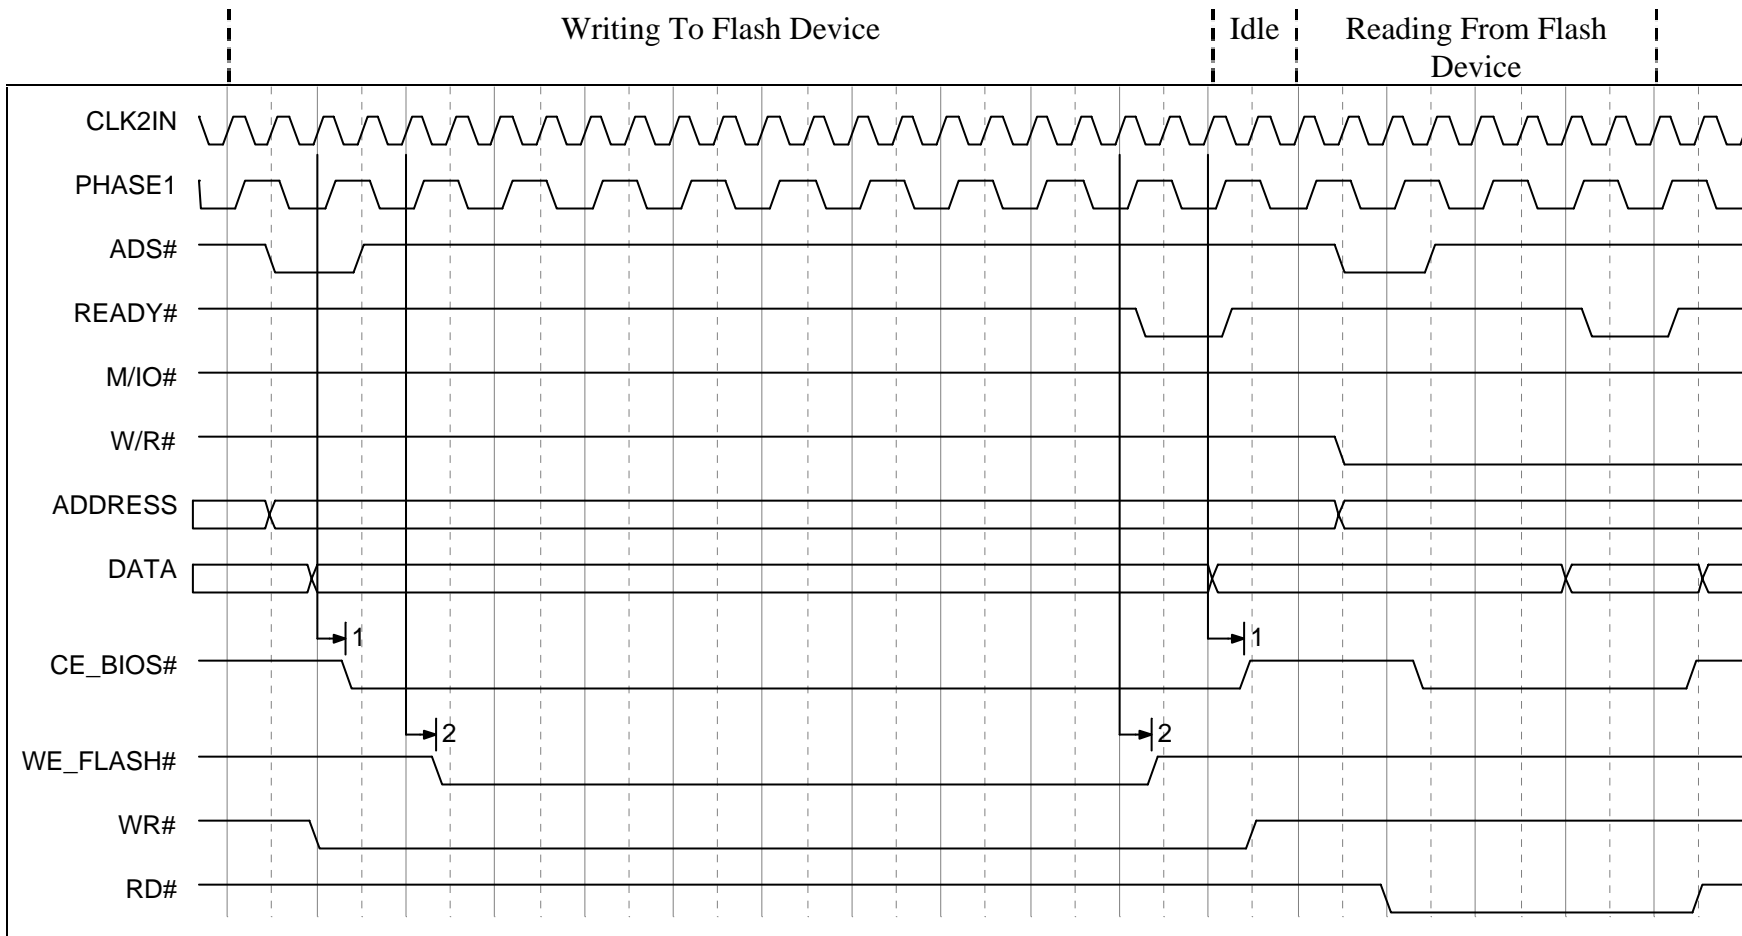 Writing To Flash Device
Idle
Reading From Flash
Device
CLK2IN
PHASE1
ADS#
READY#
M/IO#
W/R#
ADDRESS
DATA
1
1
CE_BIOS#
2
2
WE_FLASH#
WR#
RD#